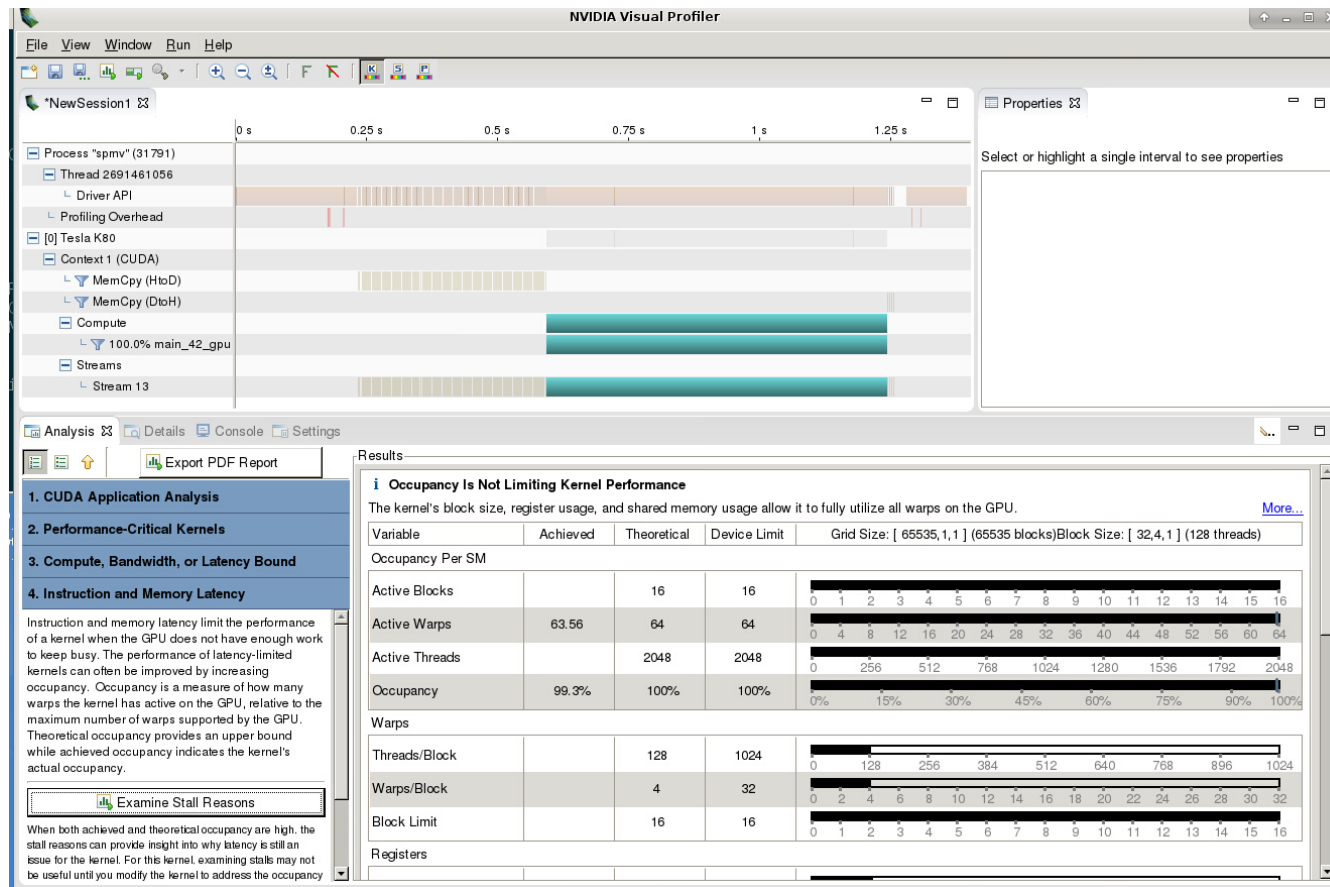 NVIDIA Visual Profiler
File View Window Run Help
*NewSession1
Properties
0 s 0.25 s 0.5 s 0.75 s 1 s 1.25 s
Process "spmv" (31791)
Thread 2691461056
Driver API
Profiling Overhead
[0] Tesla K80
Context 1 (CUDA)
MemCpy (HtoD)
MemCpy (DtoH)
Compute
100.0% main_42_gpu
Streams
Stream 13
Select or highlight a single interval to see properties
Analysis Details Console Settings
Export PDF Report
1. CUDA Application Analysis
2. Performance-Critical Kernels
3. Compute, Bandwidth, or Latency Bound
4. Instruction and Memory Latency
Instruction and memory latency limit the performance
of a kernel when the GPU does not have enough work
to keep busy. The performance of latency-limited
kernels can often be improved by increasing
occupancy. Occupancy is a measure of how many
warps the kernel has active on the GPU, relative to the
maximum number of warps supported by the GPU.
Theoretical occupancy provides an upper bound
while achieved occupancy indicates the kernel's
actual occupancy.
Examine Stall Reasons
When both achieved and theoretical occupancy are high, the
stall reasons can provide insight into why latency is still an
issue for the kernel. For this kernel, examining stalls may not
be useful until you modify the kernel to address the occupancy
Results
i Occupancy Is Not Limiting Kernel Performance
The kernel's block size, register usage, and shared memory usage allow it to fully utilize all warps on the GPU. More...
Variable Achieved Theoretical Device Limit Grid Size: [ 65535,1,1 ] (65535 blocks)Block Size: [ 32,4,1 ] (128 threads)
Occupancy Per SM
Active Blocks 16 16
0 1 2 3 4 5 6 7 8 9 10 11 12 13 14 15 16
Active Warps 63.56 64 64
0 4 8 12 16 20 24 28 32 36 40 44 48 52 56 60 64
Active Threads 2048 2048
0 256 512 768 1024 1280 1536 1792 2048
Occupancy 99.3% 100% 100%
0% 15% 30% 45% 60% 75% 90% 100%
Warps
Threads/Block 128 1024
0 128 256 384 512 640 768 896 1024
Warps/Block 4 32
0 2 4 6 8 10 12 14 16 18 20 22 24 26 28 30 32
Block Limit 16 16
0 1 2 3 4 5 6 7 8 9 10 11 12 13 14 15 16
Registers